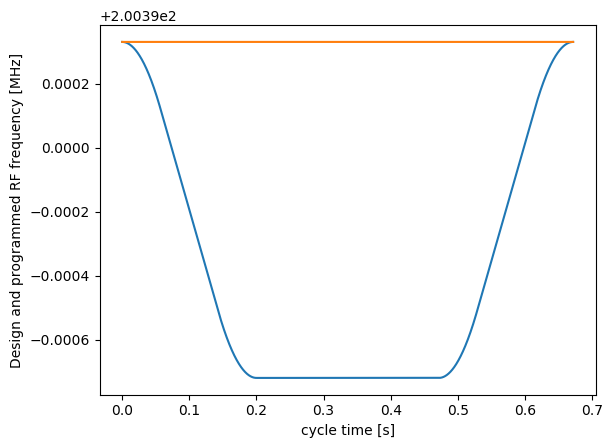 +2.0039e2
Design and programmed RF frequency [MHz]
0.0002
0.0000
−0.0002
−0.0004
−0.0006
0.0 0.1 0.2 0.3 0.4 0.5 0.6 0.7
cycle time [s]